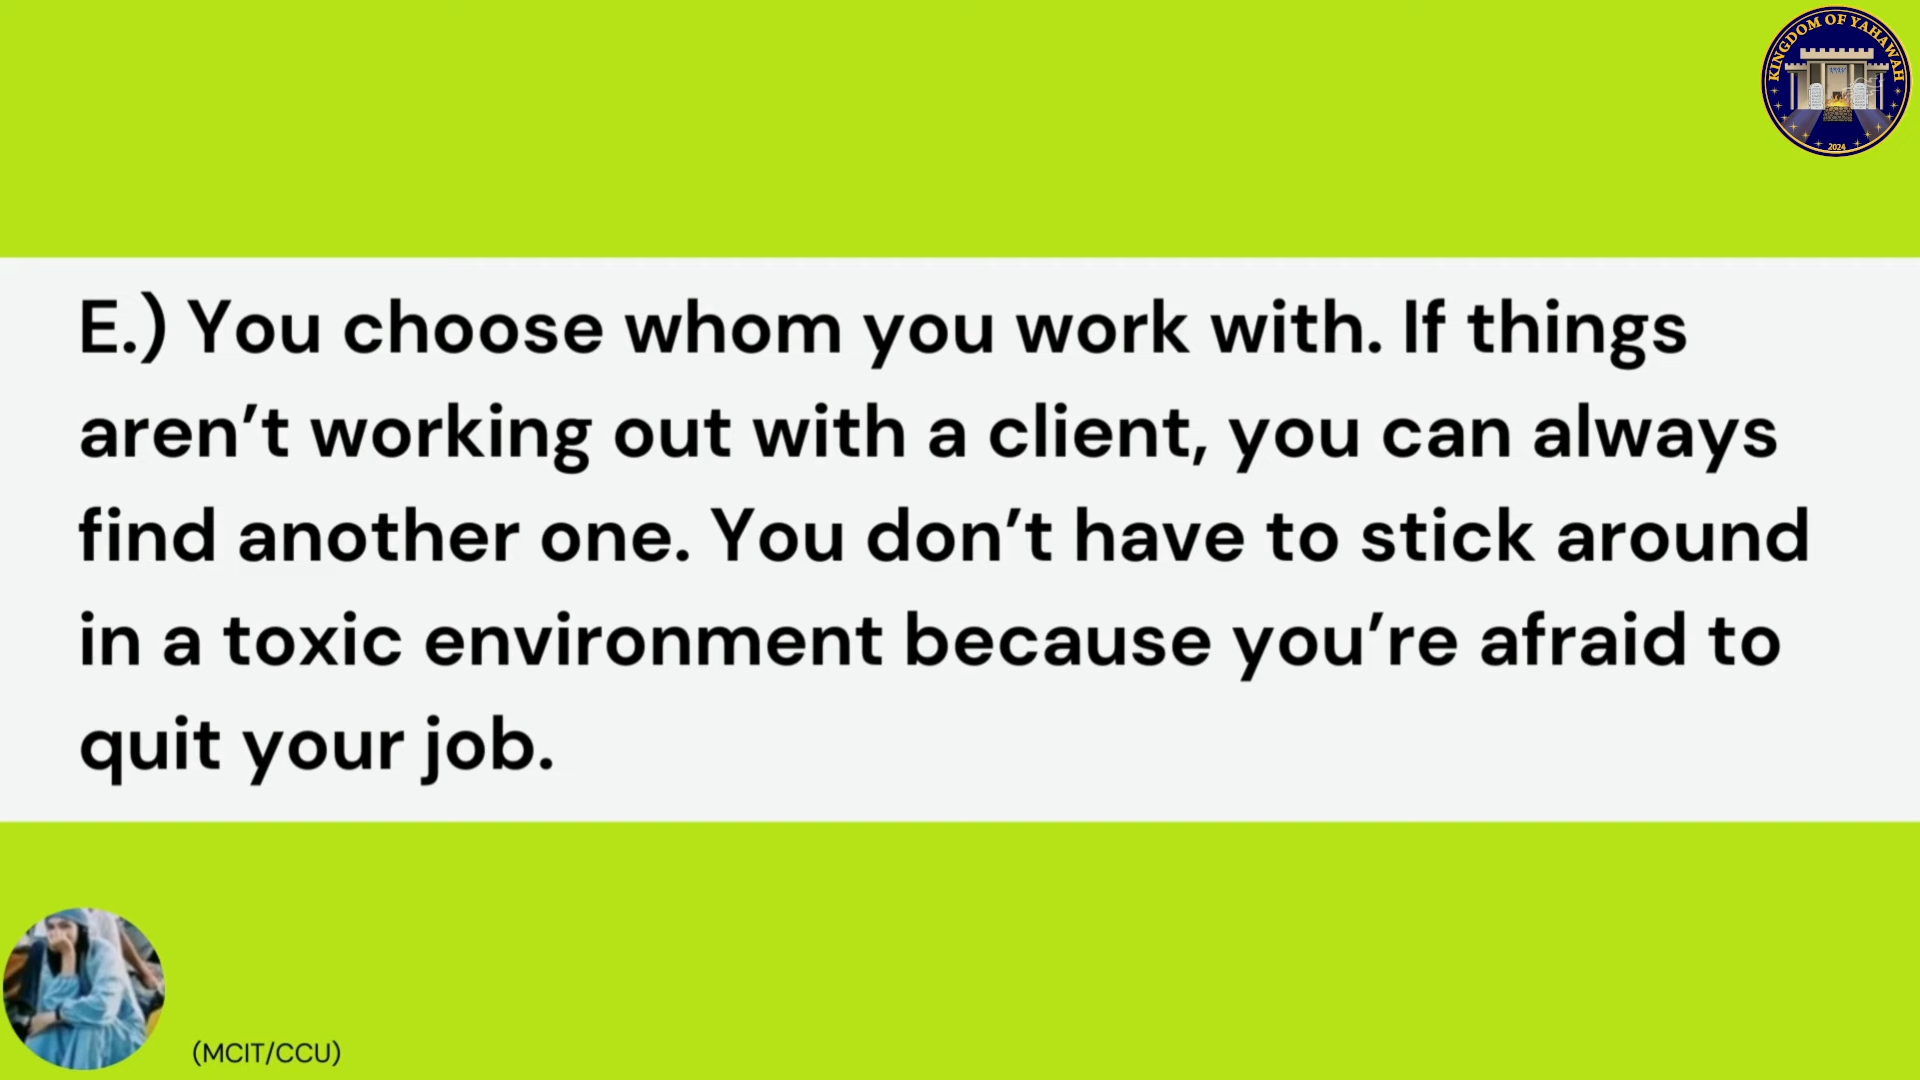 KINGDOM OF YAHAWAH
2024
E.) You choose whom you work with. If things
aren’t working out with a client, you can always
find another one. You don’t have to stick around
in a toxic environment because you’re afraid to
quit your job.
(MCIT/CCU)